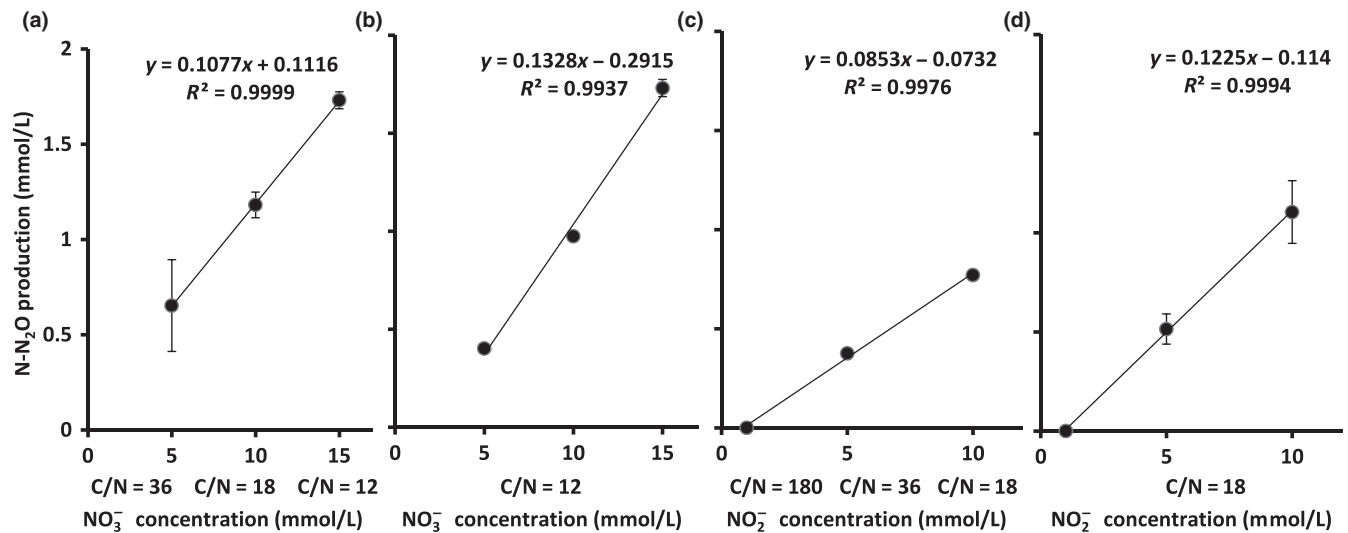 (a)
y = 0.1077x + 0.1116
R² = 0.9999
N-N₂O production (mmol/L)
2
1.5
1
0.5
0
0 5 10 15
C/N = 36 C/N = 18 C/N = 12
NO₃⁻ concentration (mmol/L)
(b)
y = 0.1328x – 0.2915
R² = 0.9937
0 5 10 15
C/N = 12
NO₃⁻ concentration (mmol/L)
(c)
y = 0.0853x – 0.0732
R² = 0.9976
0 5 10
C/N = 180 C/N = 36 C/N = 18
NO₂⁻ concentration (mmol/L)
(d)
y = 0.1225x – 0.114
R² = 0.9994
0 5 10
C/N = 18
NO₂⁻ concentration (mmol/L)